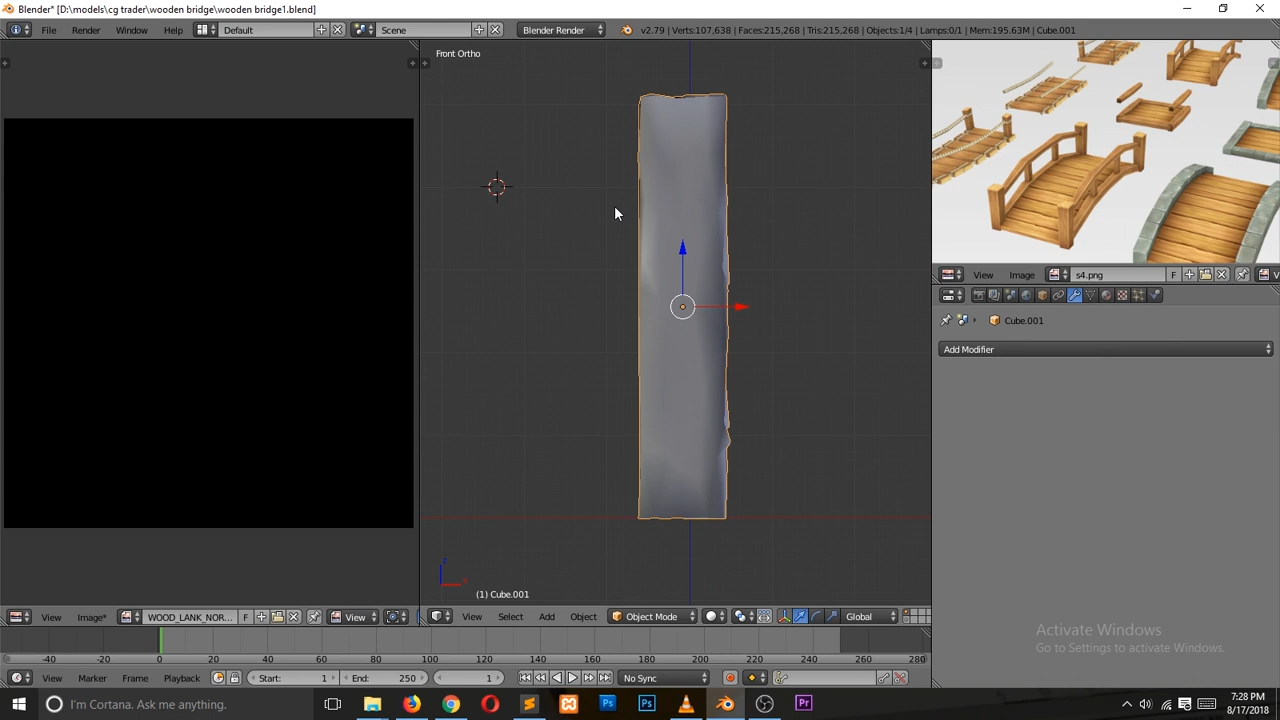 Blender* [D:\models\cg trader\wooden bridge\wooden bridge1.blend]
File Render Window Help Default Scene Blender Render v2.79 | Verts:107,638 | Faces:215,268 | Tris:215,268 | Objects:1/4 | Lamps:0/1 | Mem:195.63M | Cube.001
Front Ortho
View Image s4.png F V
Cube.001
Add Modifier
(1) Cube.001
View Image* WOOD_LANK_NOR... F View
View Select Add Object Object Mode Global
-40 -20 0 20 40 60 80 100 120 140 160 180 200 220 240 260 280
View Marker Frame Playback Start: 1 End: 250 1 No Sync
Activate Windows
Go to Settings to activate Windows.
I'm Cortana. Ask me anything.
Ps Ps Pr
7:28 PM
8/17/2018